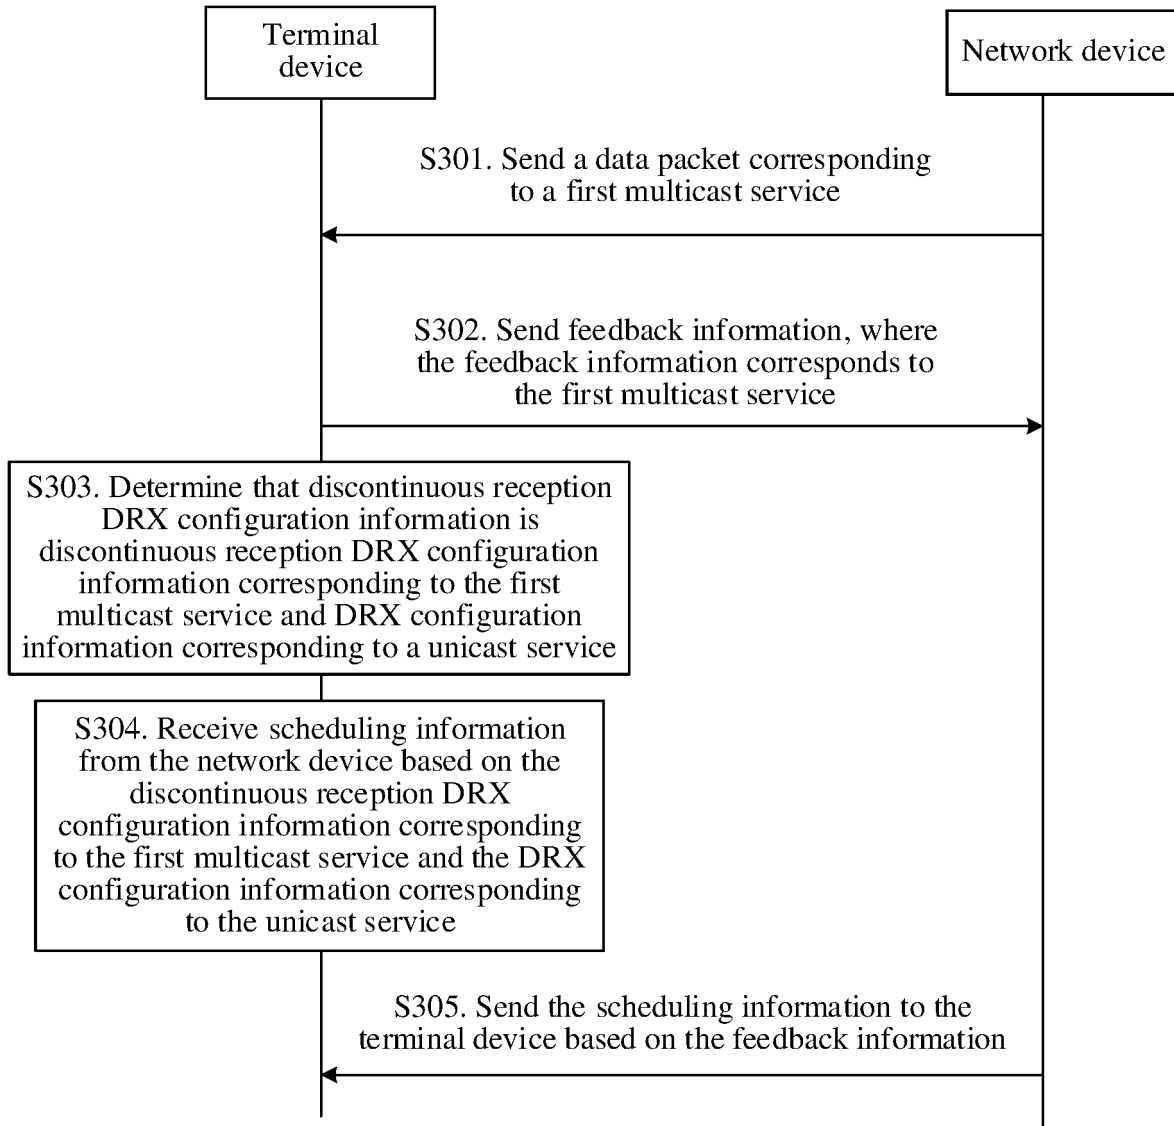 Terminal
device
Network device
S301. Send a data packet corresponding
to a first multicast service
S302. Send feedback information, where
the feedback information corresponds to
the first multicast service
S303. Determine that discontinuous reception
DRX configuration information is
discontinuous reception DRX configuration
information corresponding to the first
multicast service and DRX configuration
information corresponding to a unicast service
S304. Receive scheduling information
from the network device based on the
discontinuous reception DRX
configuration information corresponding
to the first multicast service and the DRX
configuration information corresponding
to the unicast service
S305. Send the scheduling information to the
terminal device based on the feedback information